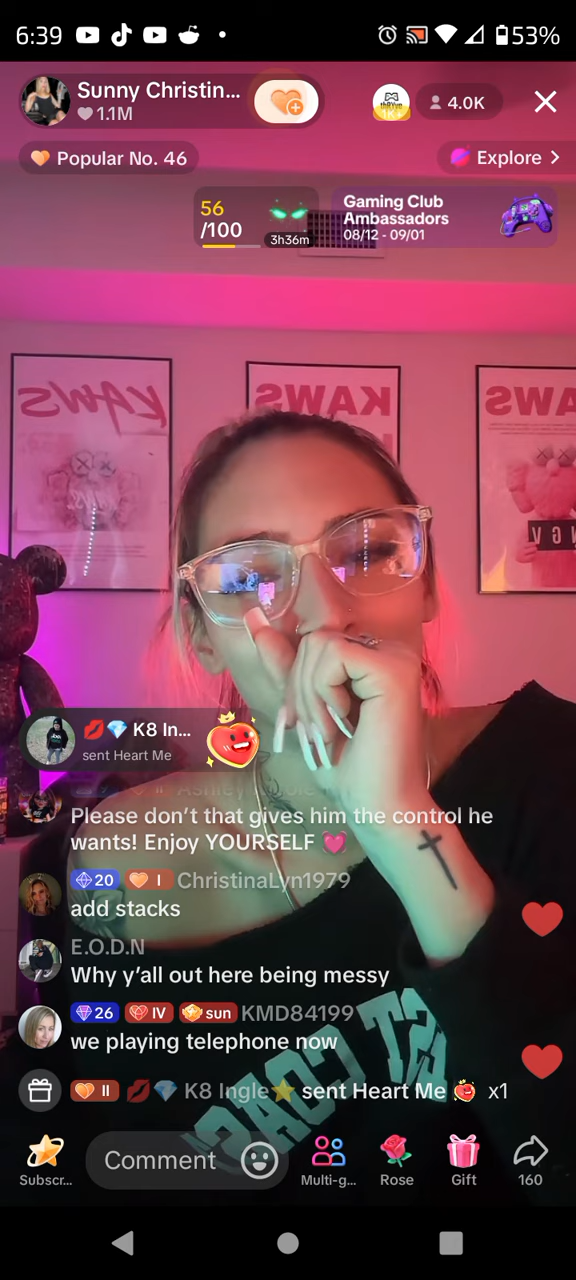 6:39
53%
Sunny Christin...
1.1M
1K+
4.0K
Popular No. 46
Explore >
56
/100
3h36m
Gaming Club
Ambassadors
08/12 - 09/01
KAWS
KAWS
KAWS
K8 In...
sent Heart Me
Please don't that gives him the control he
wants! Enjoy YOURSELF 💓
20 I ChristinaLyn1979
add stacks
E.O.D.N
Why y'all out here being messy
26 IV sun KMD84199
we playing telephone now
II 💋💎 K8 Ingle⭐ sent Heart Me x1
Comment
Subscr...
Multi-g...
Rose
Gift
160